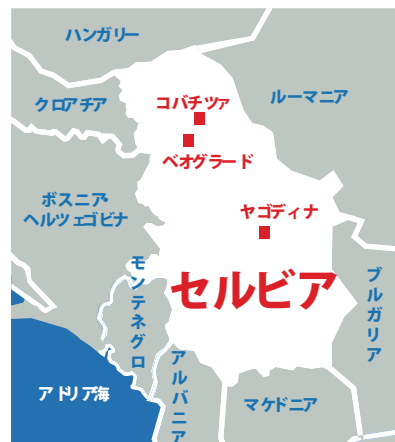 ハンガリー
クロアチア
コバチツァ
ルーマニア
ベオグラード
ボスニア・
ヘルツェゴビナ
ヤゴディナ
モンテネグロ
セルビア
ブルガリア
アルバニア
アドリア海
マケドニア